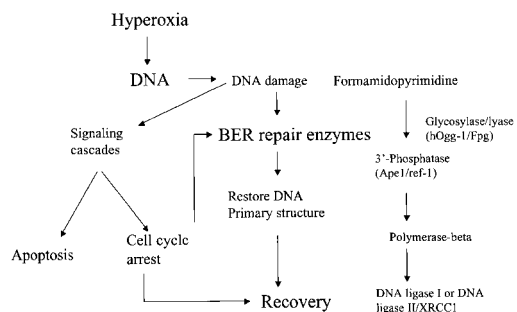 Hyperoxia
DNA
DNA damage
Formamidopyrimidine
Signaling
cascades
BER repair enzymes
Glycosylase/lyase
(hOgg-1/Fpg)
3'-Phosphatase
(Ape1/ref-1)
Restore DNA
Primary structure
Apoptosis
Cell cycle
arrest
Polymerase-beta
Recovery
DNA ligase I or DNA
ligase II/XRCC1